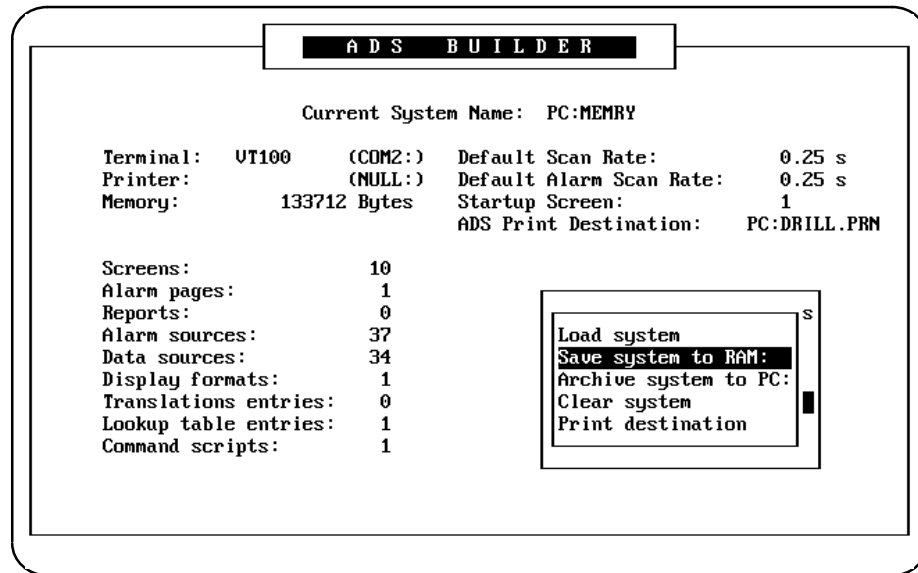 ADS BUILDER
Current System Name: PC:MEMRY
Terminal: VT100 (COM2:) Default Scan Rate: 0.25 s
Printer: (NULL:) Default Alarm Scan Rate: 0.25 s
Memory: 133712 Bytes Startup Screen: 1
ADS Print Destination: PC:DRILL.PRN
Screens: 10
Alarm pages: 1
Reports: 0
Alarm sources: 37
Data sources: 34
Display formats: 1
Translations entries: 0
Lookup table entries: 1
Command scripts: 1
s
Load system
Save system to RAM:
Archive system to PC:
Clear system
Print destination